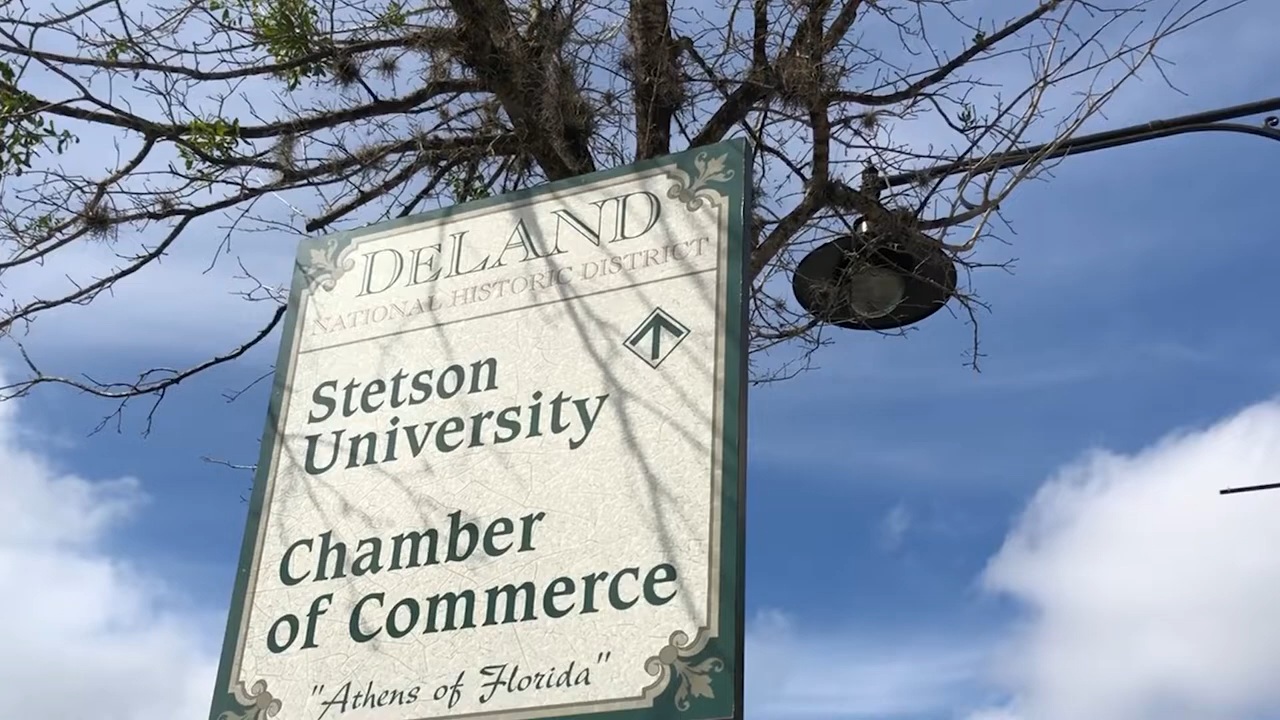 DELAND
NATIONAL HISTORIC DISTRICT
Stetson
University
Chamber
of Commerce
"Athens of Florida"